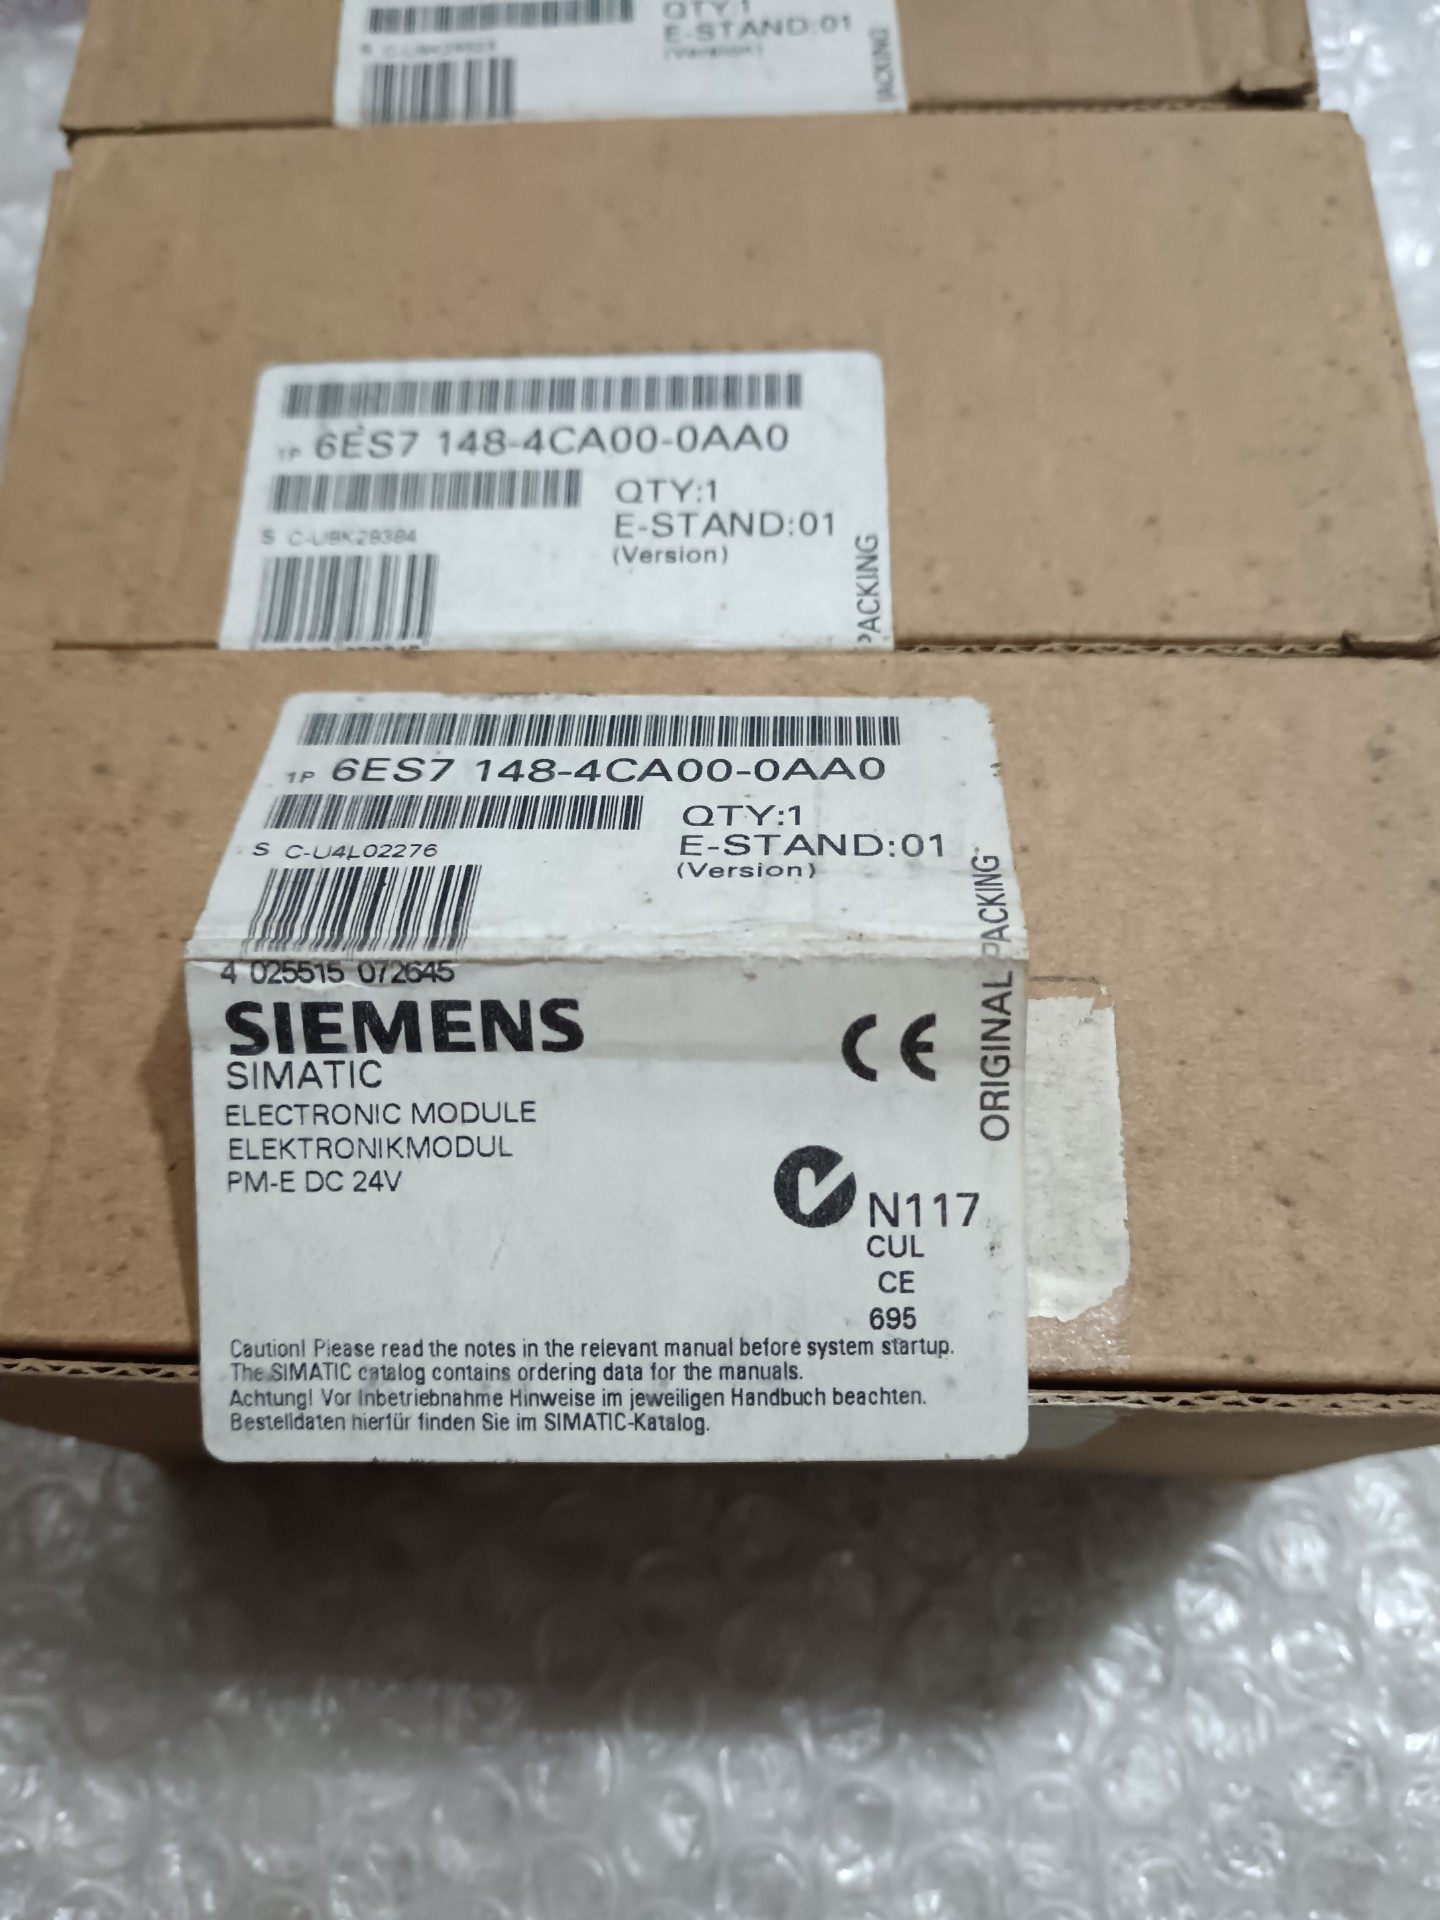 QTY:1
E-STAND:01
(Version)
PACKING
1P 6ES7 148-4CA00-0AA0
QTY:1
E-STAND:01
S C-U9K29384
(Version)
PACKING
1P 6ES7 148-4CA00-0AA0
QTY:1
S C-U4L02276
E-STAND:01
(Version)
4 025515 072645
ORIGINAL PACKING
SIEMENS
CE
SIMATIC
ELECTRONIC MODULE
ELEKTRONIKMODUL
PM-E DC 24V
N117
CUL
CE
695
Caution! Please read the notes in the relevant manual before system startup.
The SIMATIC catalog contains ordering data for the manuals.
Achtung! Vor Inbetriebnahme Hinweise im jeweiligen Handbuch beachten.
Bestelldaten hierfür finden Sie im SIMATIC-Katalog.